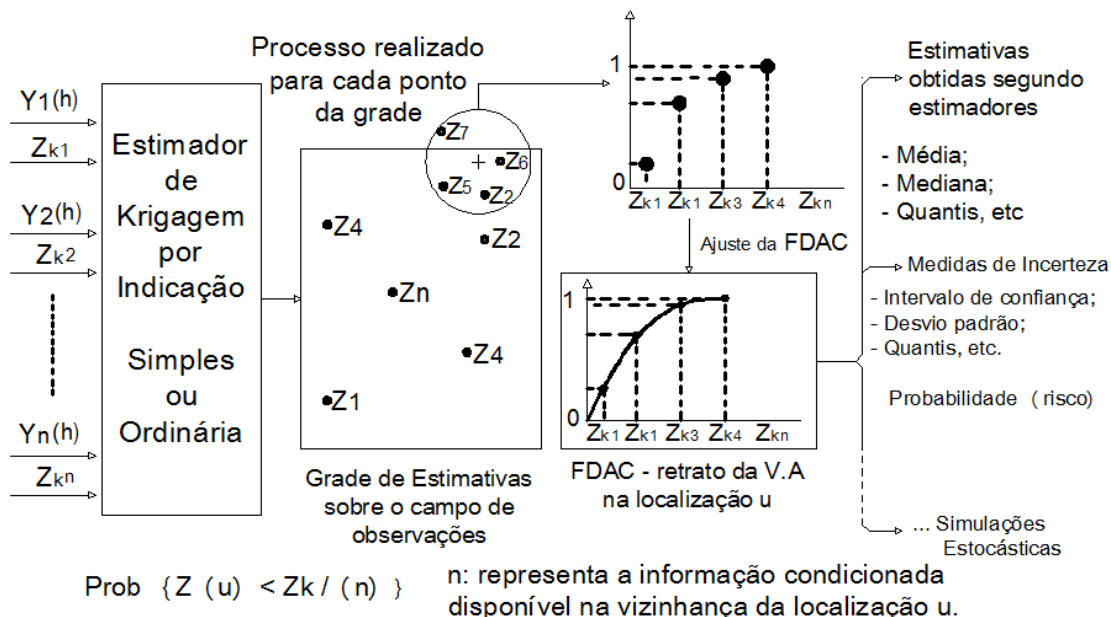 Y1(h)
Zk1
Y2(h)
Zk2
Yn(h)
Zkn
Estimador
de
Krigagem
por
Indicação
Simples
ou
Ordinária
Processo realizado
para cada ponto
da grade
Z7
Z6
Z5
Z2
Z4
Z2
Zn
Z4
Z1
Grade de Estimativas
sobre o campo de
observações
1
0
Zk1 Zk1 Zk3 Zk4 Zkn
Ajuste da FDAC
1
0
Zk1 Zk1 Zk3 Zk4 Zkn
FDAC - retrato da V.A
na localização u
Estimativas
obtidas segundo
estimadores
- Média;
- Mediana;
- Quantis, etc
Medidas de Incerteza
- Intervalo de confiança;
- Desvio padrão;
- Quantis, etc.
Probabilidade (risco)
... Simulações
Estocásticas
Prob {Z (u) < Zk / (n) }
n: representa a informação condicionada
disponível na vizinhança da localização u.